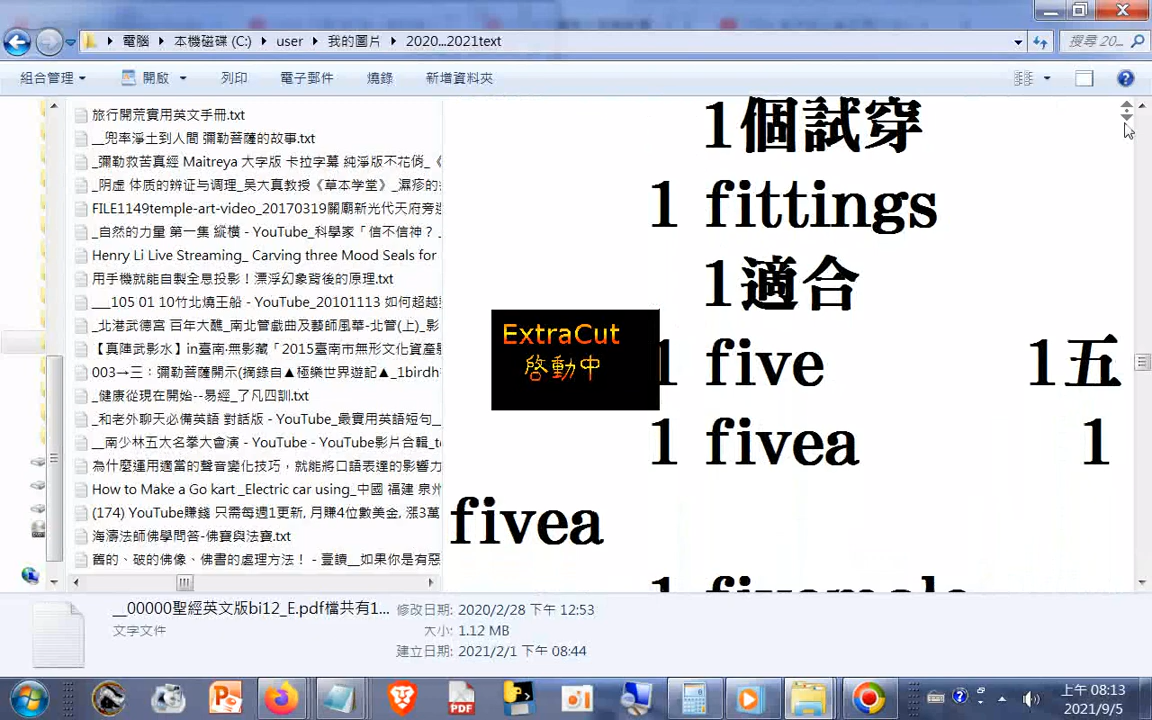 電腦 本機磁碟 (C:) user 我的圖片 2020...2021text 搜尋 20...
組合管理 開啟 列印 電子郵件 燒錄 新增資料夾
旅行開荒實用英文手冊.txt
__兜率淨土到人間 彌勒菩薩的故事.txt
_彌勒救苦真經 Maitreya 大字版 卡拉字幕 純淨版不花俏_《
_阴虚 体质的辨证与调理_吴大真教授《草本学堂》_濕疹的
FILE1149temple-art-video_20170319關廟新光代天府旁邊
_自然的力量 第一集 縱橫 - YouTube_科學家「信不信神？
Henry Li Live Streaming_ Carving three Mood Seals for
用手機就能自製全息投影！漂浮幻象背後的原理.txt
___105 01 10竹北燒王船 - YouTube_20101113 如何超越
_北港武德宮 百年大醮_南北管戲曲及藝師風華-北管(上)_影
【真陣武影水】in臺南·無影藏「2015臺南市無形文化資產
003→三：彌勒菩薩開示(摘錄自▲極樂世界遊記▲_1birdh
_健康從現在開始--易經_了凡四訓.txt
_和老外聊天必備英語 對話版 - YouTube_最實用英語短句_
__南少林五大名拳大會演 - YouTube - YouTube影片合輯_t
為什麼運用適當的聲音變化技巧，就能將口語表達的影響力
How to Make a Go kart _Electric car using_中國 福建 泉州
(174) YouTube賺錢 只需每週1更新, 月賺4位數美金, 漲3萬
海濤法師佛學問答-佛寶與法寶.txt
舊的、破的佛像、佛書的處理方法！ - 壹讀__如果你是有惡
1個試穿
1 fittings
1適合
1 five 1五
1 fivea 1
fivea
ExtraCut
啓動中
__00000聖經英文版bi12_E.pdf檔共有1... 修改日期: 2020/2/28 下午 12:53
文字文件 大小: 1.12 MB
建立日期: 2021/2/1 下午 08:44
PDF
上午 08:13
2021/9/5